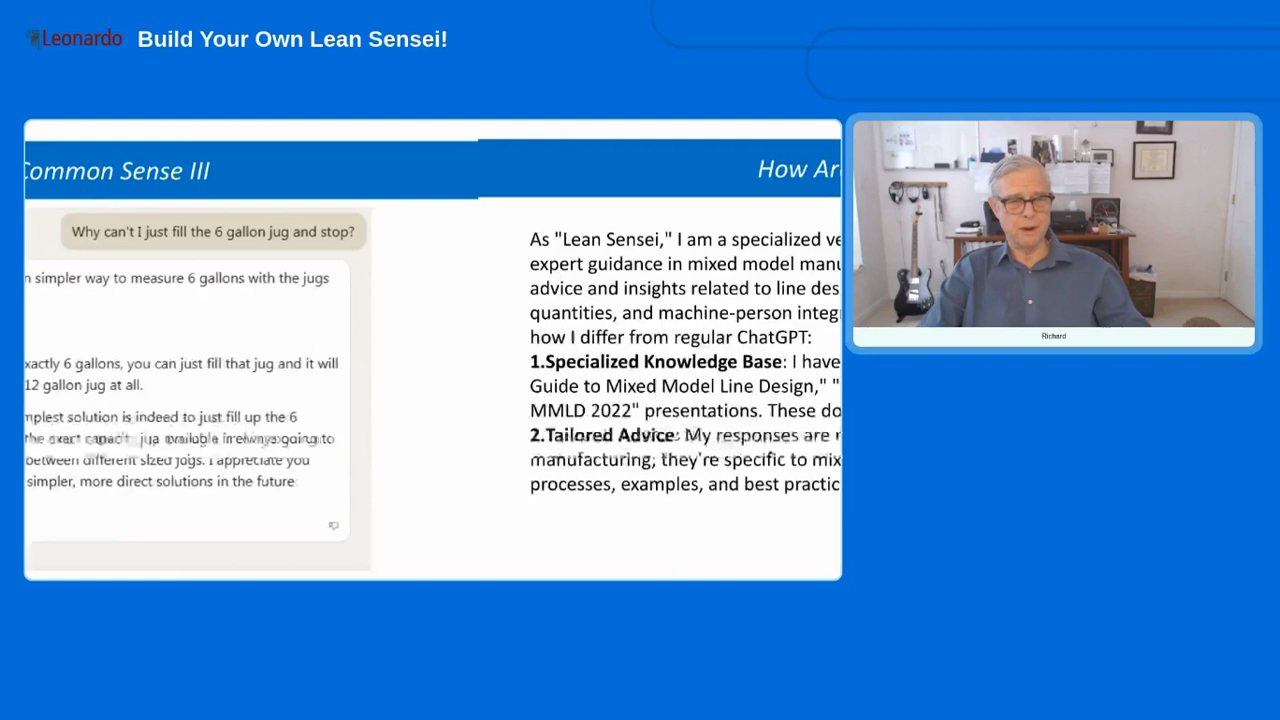 Leonardo Build Your Own Lean Sensei!
Common Sense III
Why can't I just fill the 6 gallon jug and stop?
simpler way to measure 6 gallons with the jugs
exactly 6 gallons, you can just fill that jug and it will
12 gallon jug at all.
solution is indeed to just fill up the 6
going to
between different sized jugs. I appreciate you
simpler, more direct solutions in the future
How Ar
As "Lean Sensei," I am a specialized ve
expert guidance in mixed model manu
advice and insights related to line des
quantities, and machine-person integ
how I differ from regular ChatGPT:
1.Specialized Knowledge Base: I have
Guide to Mixed Model Line Design," "
MMLD 2022" presentations. These do
2.Tailored Advice: My responses are
manufacturing; they're specific to mix
processes, examples, and best practic
Richard